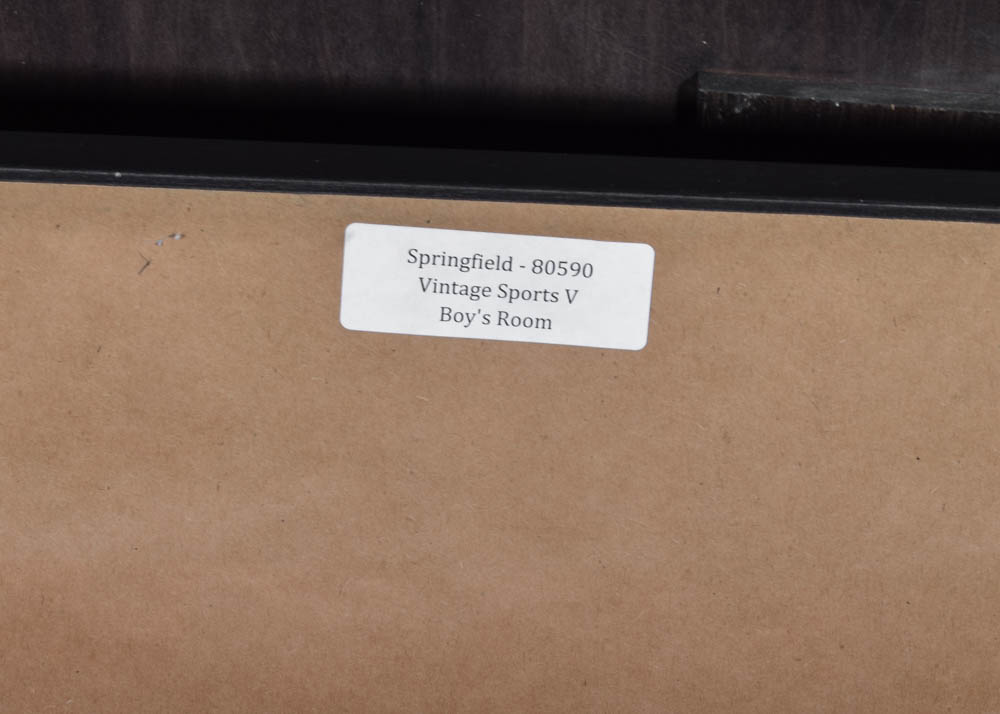 Springfield - 80590
Vintage Sports V
Boy's Room